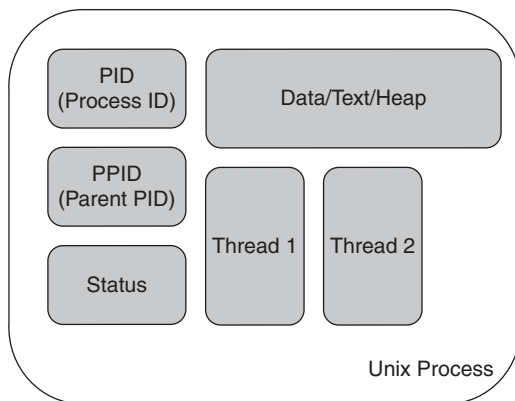 PID
(Process ID)
Data/Text/Heap
PPID
(Parent PID)
Thread 1
Thread 2
Status
Unix Process